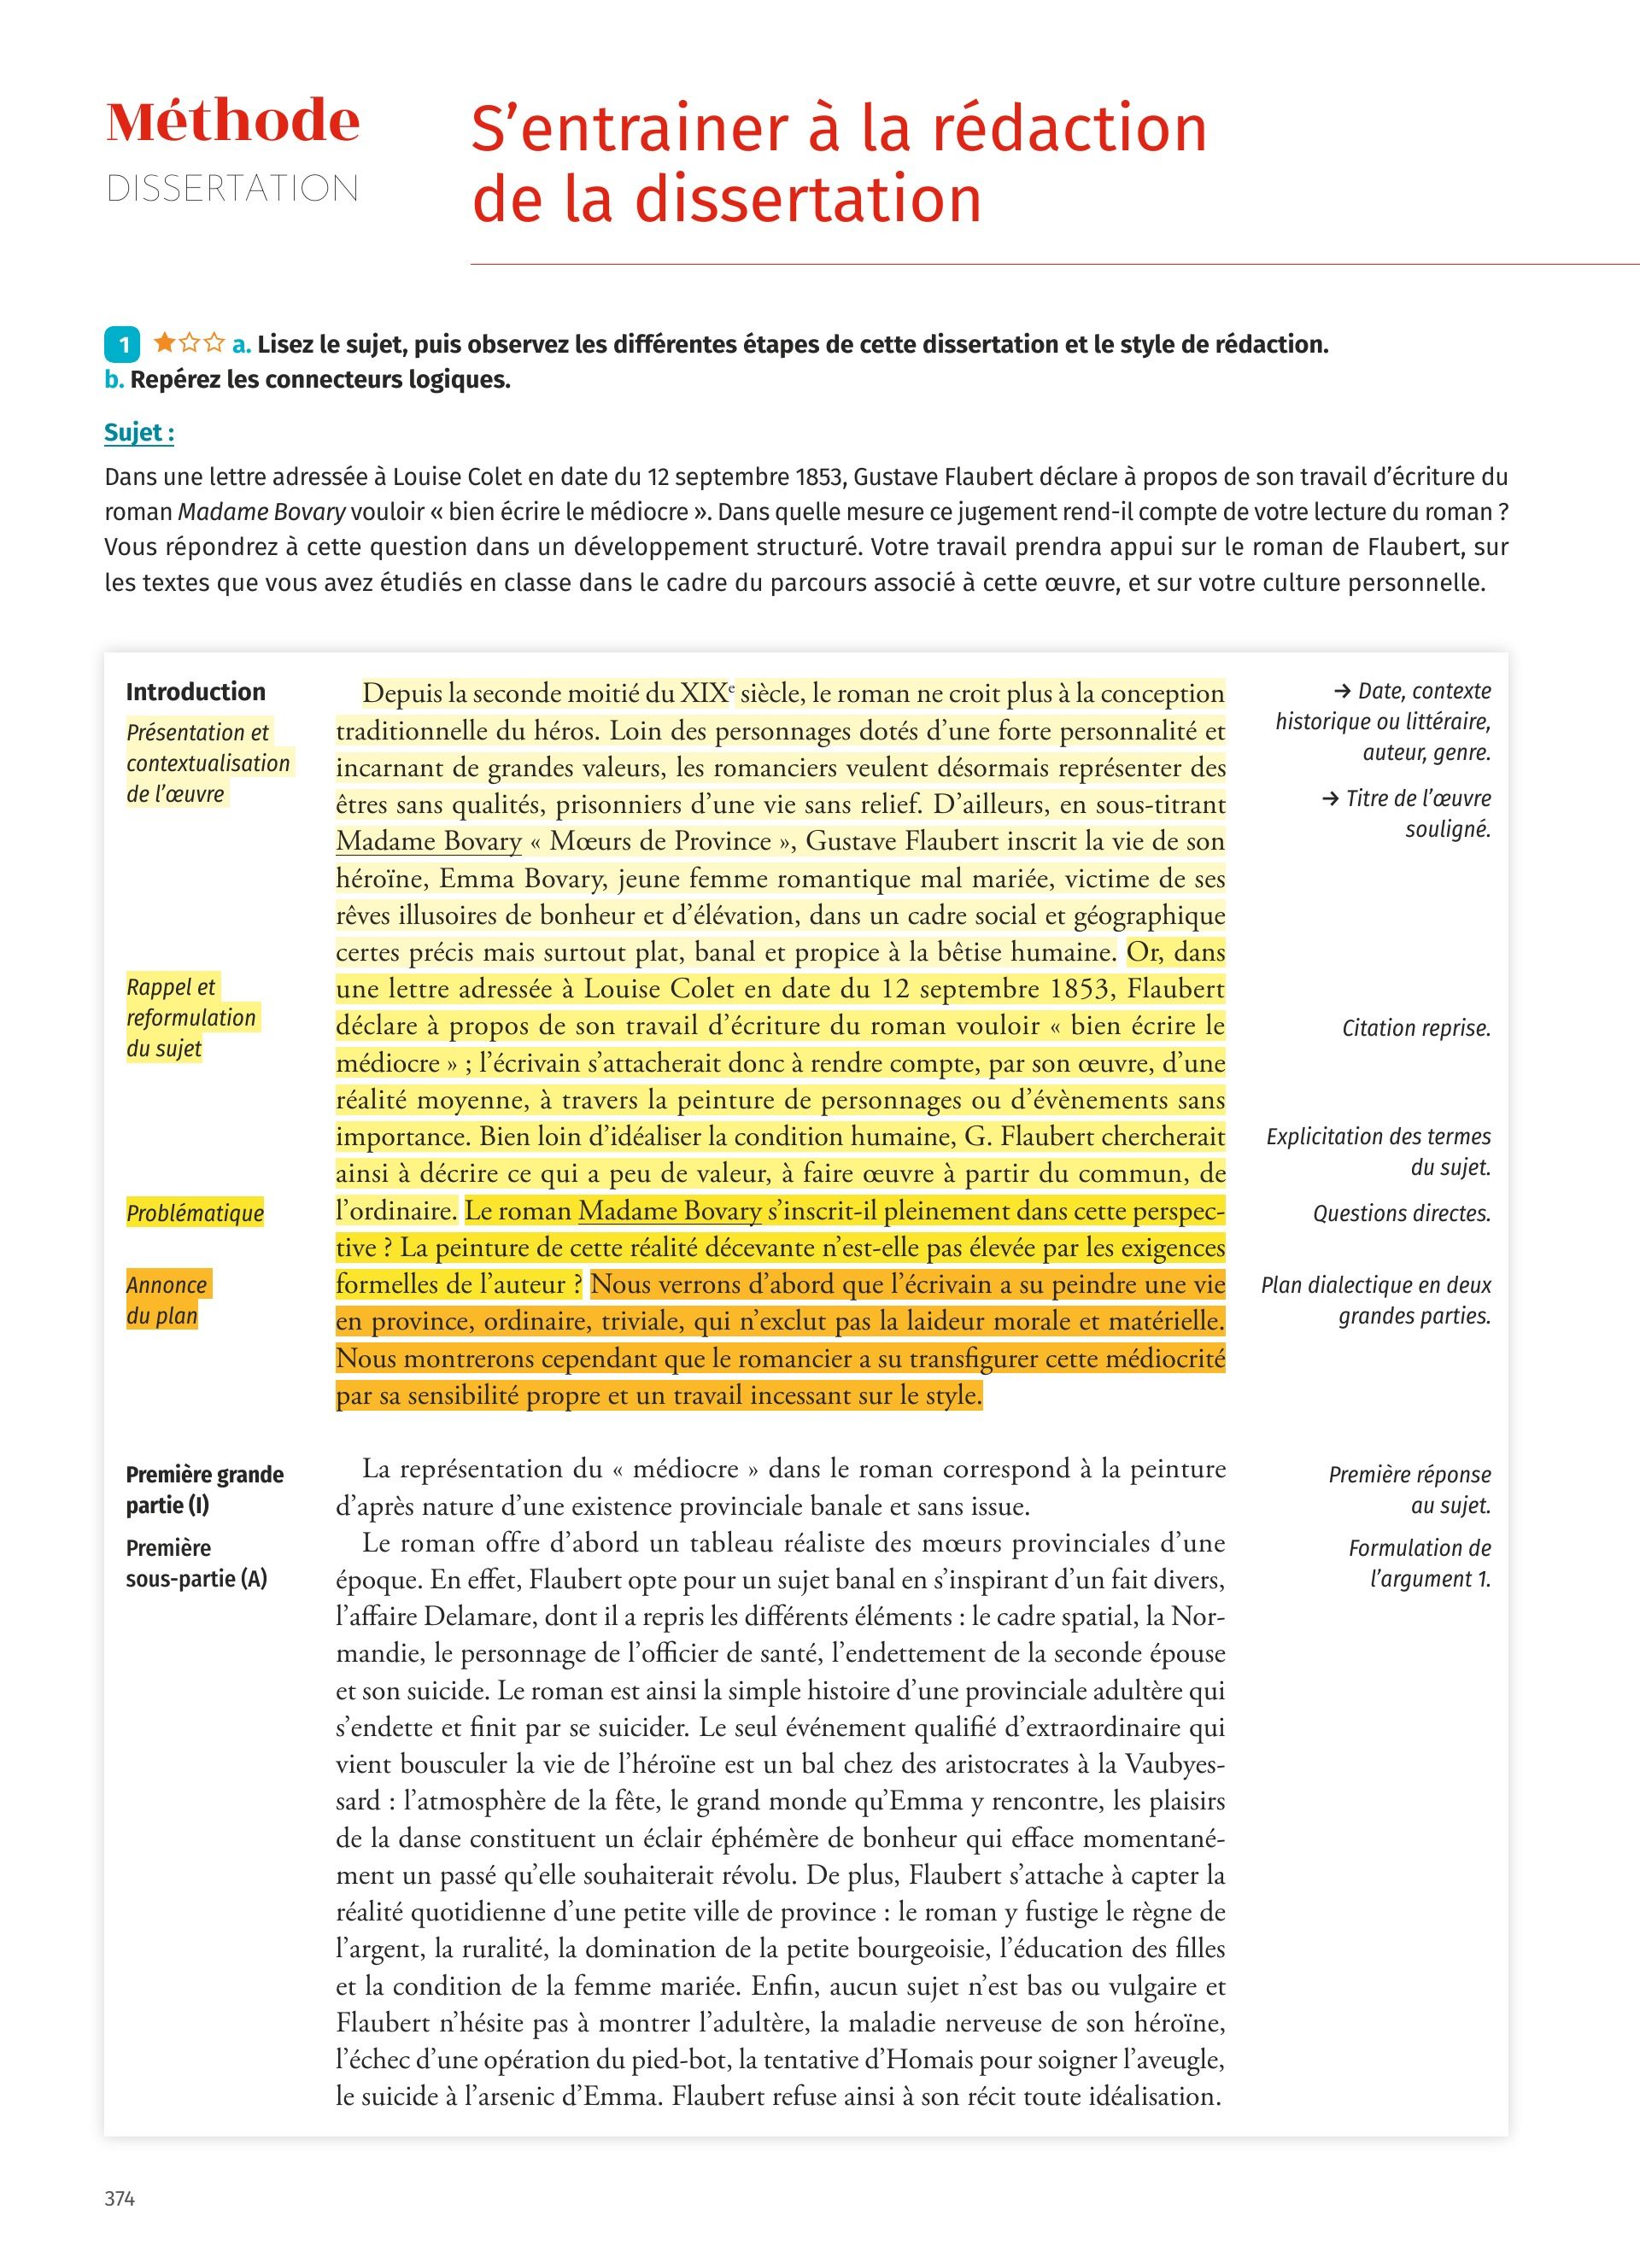 Méthode
DISSERTATION
S’entrainer à la rédaction
de la dissertation
1 ★☆☆ a. Lisez le sujet, puis observez les différentes étapes de cette dissertation et le style de rédaction.
b. Repérez les connecteurs logiques.
Sujet :
Dans une lettre adressée à Louise Colet en date du 12 septembre 1853, Gustave Flaubert déclare à propos de son travail d’écriture du
roman Madame Bovary vouloir « bien écrire le médiocre ». Dans quelle mesure ce jugement rend-il compte de votre lecture du roman ?
Vous répondrez à cette question dans un développement structuré. Votre travail prendra appui sur le roman de Flaubert, sur
les textes que vous avez étudiés en classe dans le cadre du parcours associé à cette œuvre, et sur votre culture personnelle.
Introduction
Présentation et
contextualisation
de l’œuvre
Rappel et
reformulation
du sujet
Problématique
Annonce
du plan
Depuis la seconde moitié du XIXe siècle, le roman ne croit plus à la conception
traditionnelle du héros. Loin des personnages dotés d’une forte personnalité et
incarnant de grandes valeurs, les romanciers veulent désormais représenter des
êtres sans qualités, prisonniers d’une vie sans relief. D’ailleurs, en sous-titrant
Madame Bovary « Mœurs de Province », Gustave Flaubert inscrit la vie de son
héroïne, Emma Bovary, jeune femme romantique mal mariée, victime de ses
rêves illusoires de bonheur et d’élévation, dans un cadre social et géographique
certes précis mais surtout plat, banal et propice à la bêtise humaine. Or, dans
une lettre adressée à Louise Colet en date du 12 septembre 1853, Flaubert
déclare à propos de son travail d’écriture du roman vouloir « bien écrire le
médiocre » ; l’écrivain s’attacherait donc à rendre compte, par son œuvre, d’une
réalité moyenne, à travers la peinture de personnages ou d’évènements sans
importance. Bien loin d’idéaliser la condition humaine, G. Flaubert chercherait
ainsi à décrire ce qui a peu de valeur, à faire œuvre à partir du commun, de
l’ordinaire. Le roman Madame Bovary s’inscrit-il pleinement dans cette perspec-
tive ? La peinture de cette réalité décevante n’est-elle pas élevée par les exigences
formelles de l’auteur ? Nous verrons d’abord que l’écrivain a su peindre une vie
en province, ordinaire, triviale, qui n’exclut pas la laideur morale et matérielle.
Nous montrerons cependant que le romancier a su transfigurer cette médiocrité
par sa sensibilité propre et un travail incessant sur le style.
→ Date, contexte
historique ou littéraire,
auteur, genre.
→ Titre de l’œuvre
souligné.
Citation reprise.
Explicitation des termes
du sujet.
Questions directes.
Plan dialectique en deux
grandes parties.
Première grande
partie (I)
Première
sous-partie (A)
La représentation du « médiocre » dans le roman correspond à la peinture
d’après nature d’une existence provinciale banale et sans issue.
Le roman offre d’abord un tableau réaliste des mœurs provinciales d’une
époque. En effet, Flaubert opte pour un sujet banal en s’inspirant d’un fait divers,
l’affaire Delamare, dont il a repris les différents éléments : le cadre spatial, la Nor-
mandie, le personnage de l’officier de santé, l’endettement de la seconde épouse
et son suicide. Le roman est ainsi la simple histoire d’une provinciale adultère qui
s’endette et finit par se suicider. Le seul événement qualifié d’extraordinaire qui
vient bousculer la vie de l’héroïne est un bal chez des aristocrates à la Vaubyes-
sard : l’atmosphère de la fête, le grand monde qu’Emma y rencontre, les plaisirs
de la danse constituent un éclair éphémère de bonheur qui efface momentané-
ment un passé qu’elle souhaiterait révolu. De plus, Flaubert s’attache à capter la
réalité quotidienne d’une petite ville de province : le roman y fustige le règne de
l’argent, la ruralité, la domination de la petite bourgeoisie, l’éducation des filles
et la condition de la femme mariée. Enfin, aucun sujet n’est bas ou vulgaire et
Flaubert n’hésite pas à montrer l’adultère, la maladie nerveuse de son héroïne,
l’échec d’une opération du pied-bot, la tentative d’Homais pour soigner l’aveugle,
le suicide à l’arsenic d’Emma. Flaubert refuse ainsi à son récit toute idéalisation.
Première réponse
au sujet.
Formulation de
l’argument 1.
374